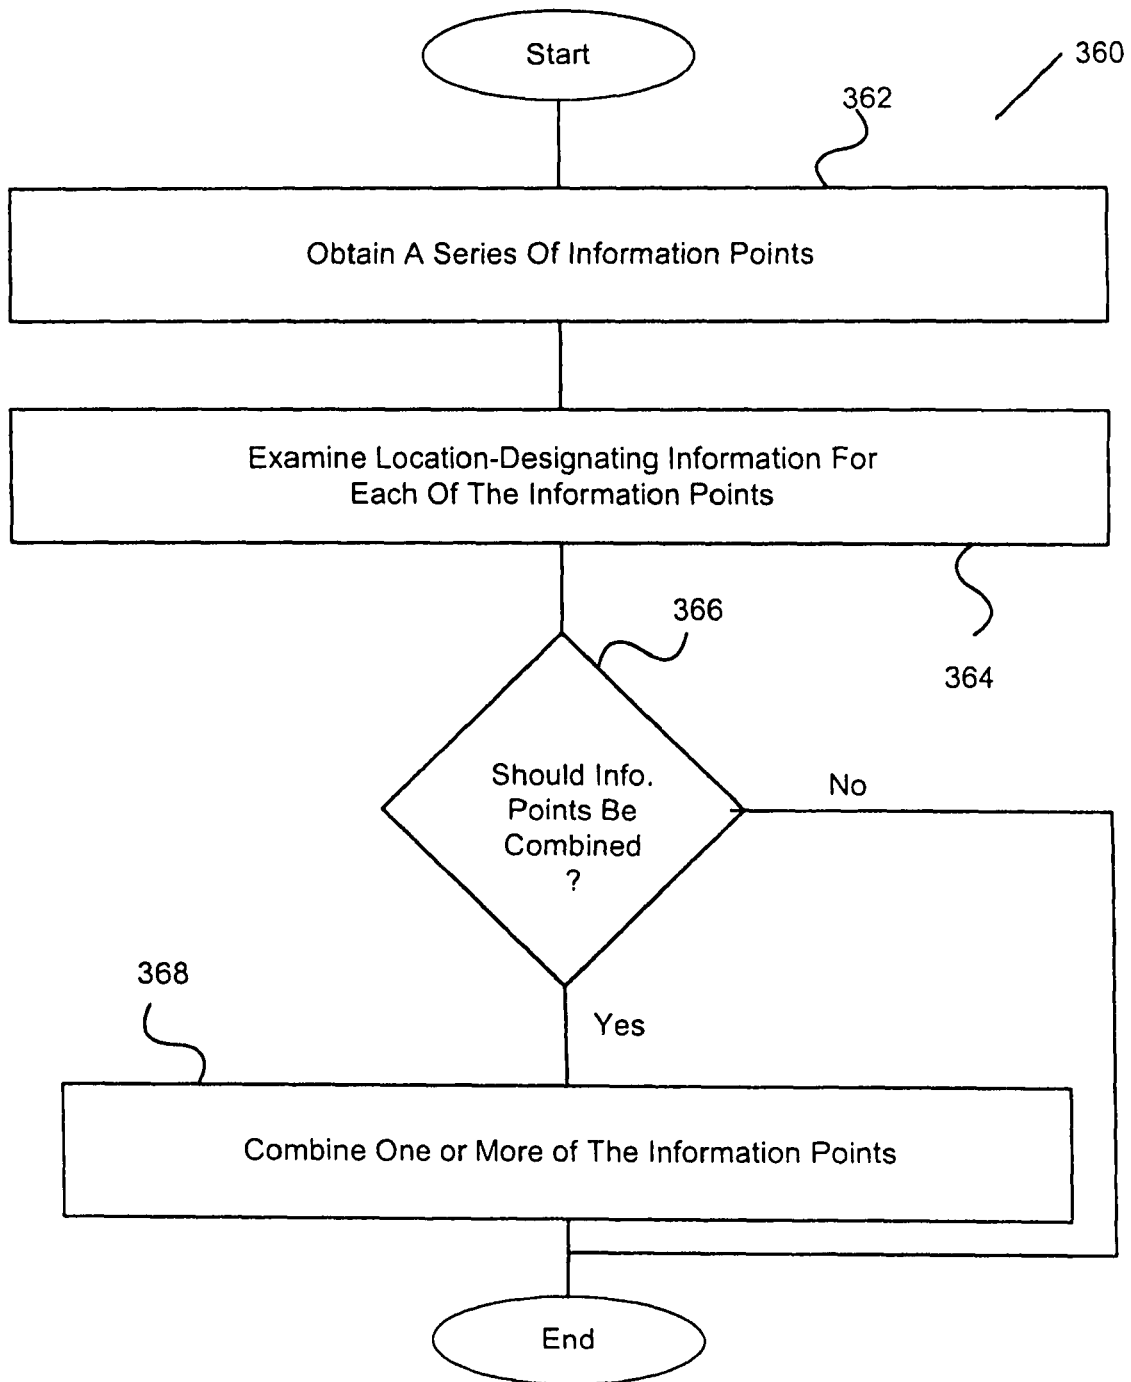 Start
360
362
Obtain A Series Of Information Points
Examine Location-Designating Information For
Each Of The Information Points
366
364
Should Info.
Points Be
Combined
?
No
368
Yes
Combine One or More of The Information Points
End